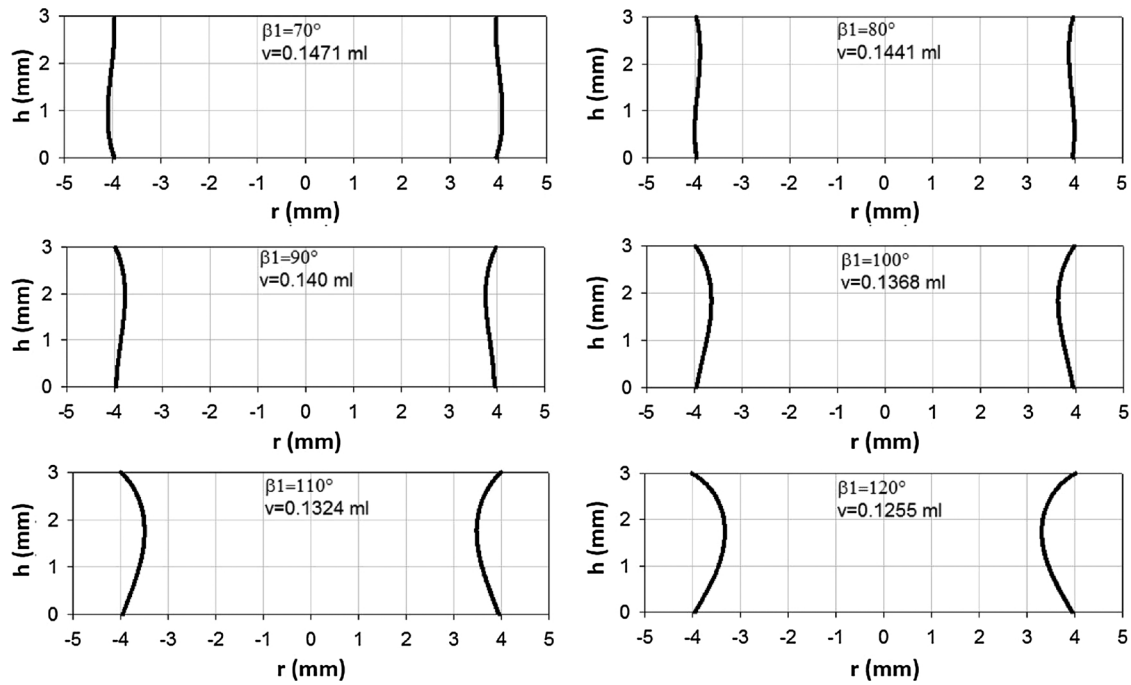 3
2
1
0
h (mm)
β1=70°
v=0.1471 ml
-5 -4 -3 -2 -1 0 1 2 3 4 5
r (mm)
3
2
1
0
h (mm)
β1=80°
v=0.1441 ml
-5 -4 -3 -2 -1 0 1 2 3 4 5
r (mm)
3
2
1
0
h (mm)
β1=90°
v=0.140 ml
-5 -4 -3 -2 -1 0 1 2 3 4 5
r (mm)
3
2
1
0
h (mm)
β1=100°
v=0.1368 ml
-5 -4 -3 -2 -1 0 1 2 3 4 5
r (mm)
3
2
1
0
h (mm)
β1=110°
v=0.1324 ml
-5 -4 -3 -2 -1 0 1 2 3 4 5
r (mm)
3
2
1
0
h (mm)
β1=120°
v=0.1255 ml
-5 -4 -3 -2 -1 0 1 2 3 4 5
r (mm)